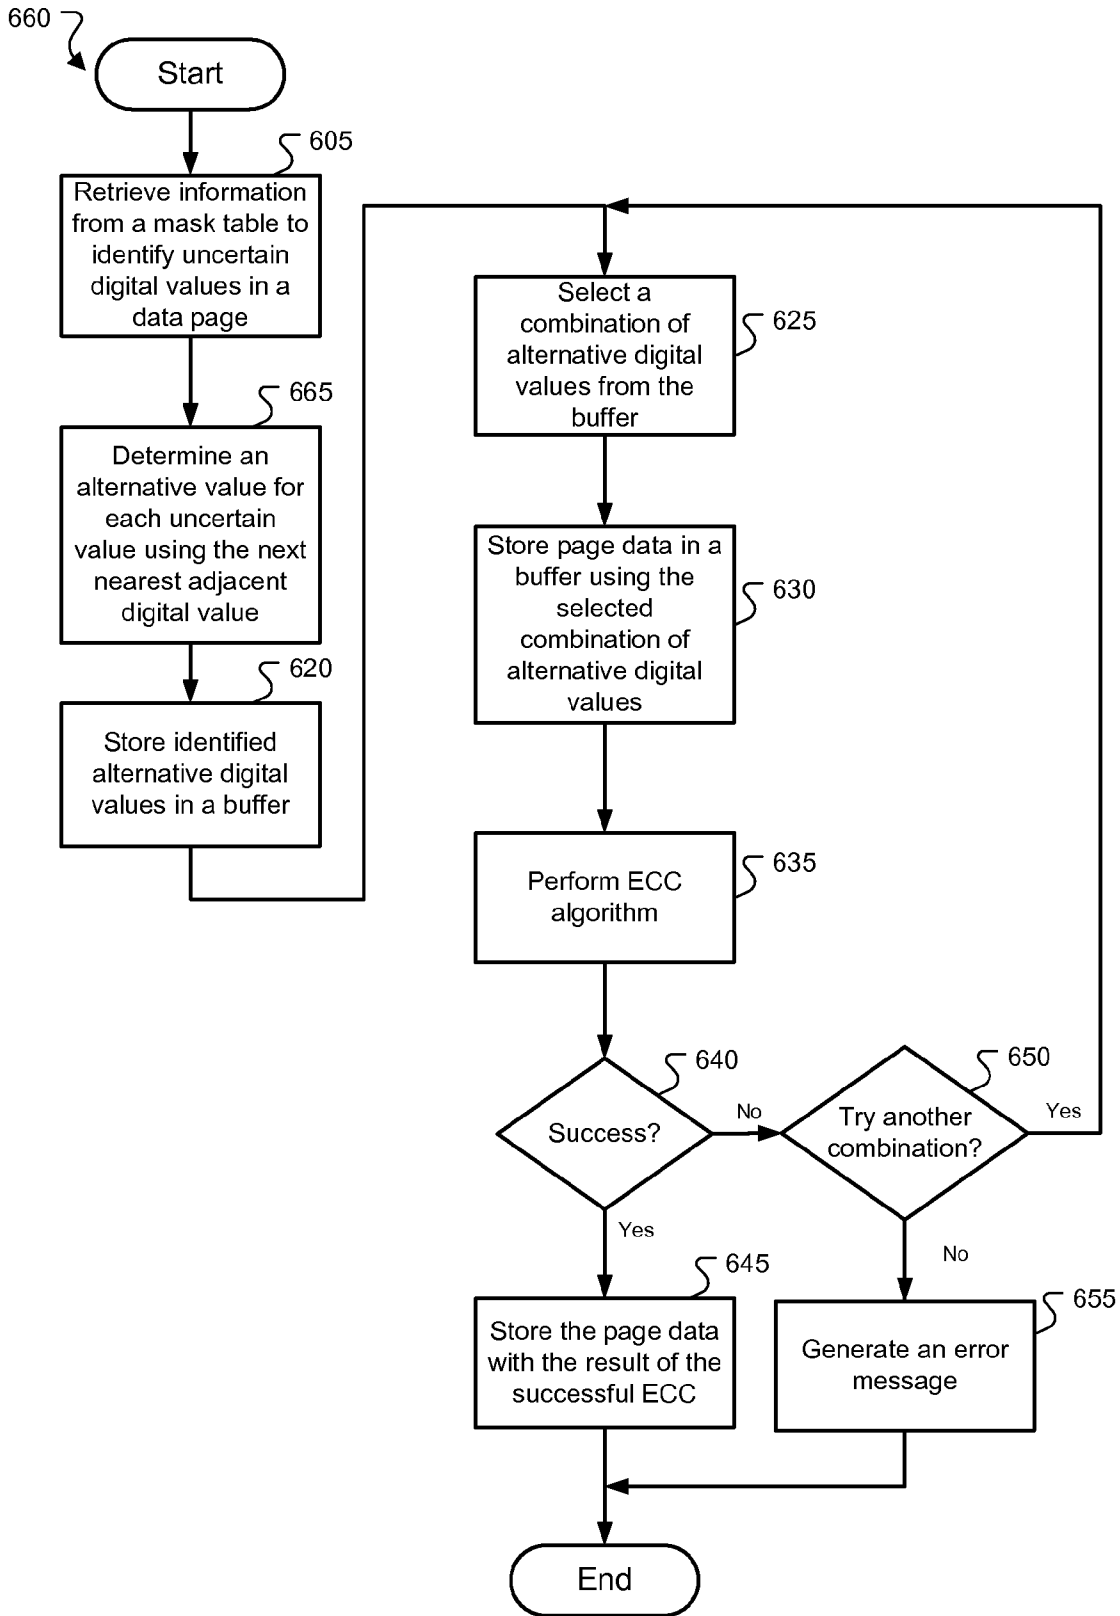 660
Start
605
Retrieve information
from a mask table to
identify uncertain
digital values in a
data page
665
Determine an
alternative value for
each uncertain
value using the next
nearest adjacent
digital value
620
Store identified
alternative digital
values in a buffer
625
Select a
combination of
alternative digital
values from the
buffer
630
Store page data in a
buffer using the
selected
combination of
alternative digital
values
635
Perform ECC
algorithm
640
Success?
No
650
Try another
combination?
Yes
Yes
No
645
Store the page data
with the result of the
successful ECC
655
Generate an error
message
End